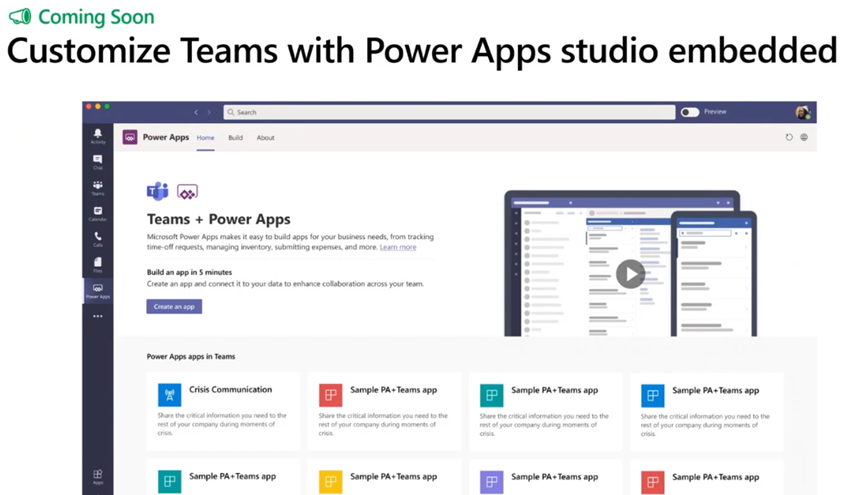 Coming Soon
Customize Teams with Power Apps studio embedded
Search
Preview
Activity
Power Apps
Home
Build
About
Chat
Teams
Calendar
Calls
Files
Power Apps
Teams + Power Apps
Microsoft Power Apps makes it easy to build apps for your business needs, from tracking
time-off requests, managing inventory, submitting expenses, and more. Learn more
Build an app in 5 minutes
Create an app and connect it to your data to enhance collaboration across your team.
Create an app
Power Apps apps in Teams
Crisis Communication
Share the critical information you need to the
rest of your company during moments of
crisis.
Sample PA+Teams app
Share the critical information you need to the
rest of your company during moments of
crisis.
Sample PA+Teams app
Share the critical information you need to the
rest of your company during moments of
crisis.
Sample PA+Teams app
Share the critical information you need to the
rest of your company during moments of
crisis.
Sample PA+Teams app
Sample PA+Teams app
Sample PA+Teams app
Sample PA+Teams app
Apps